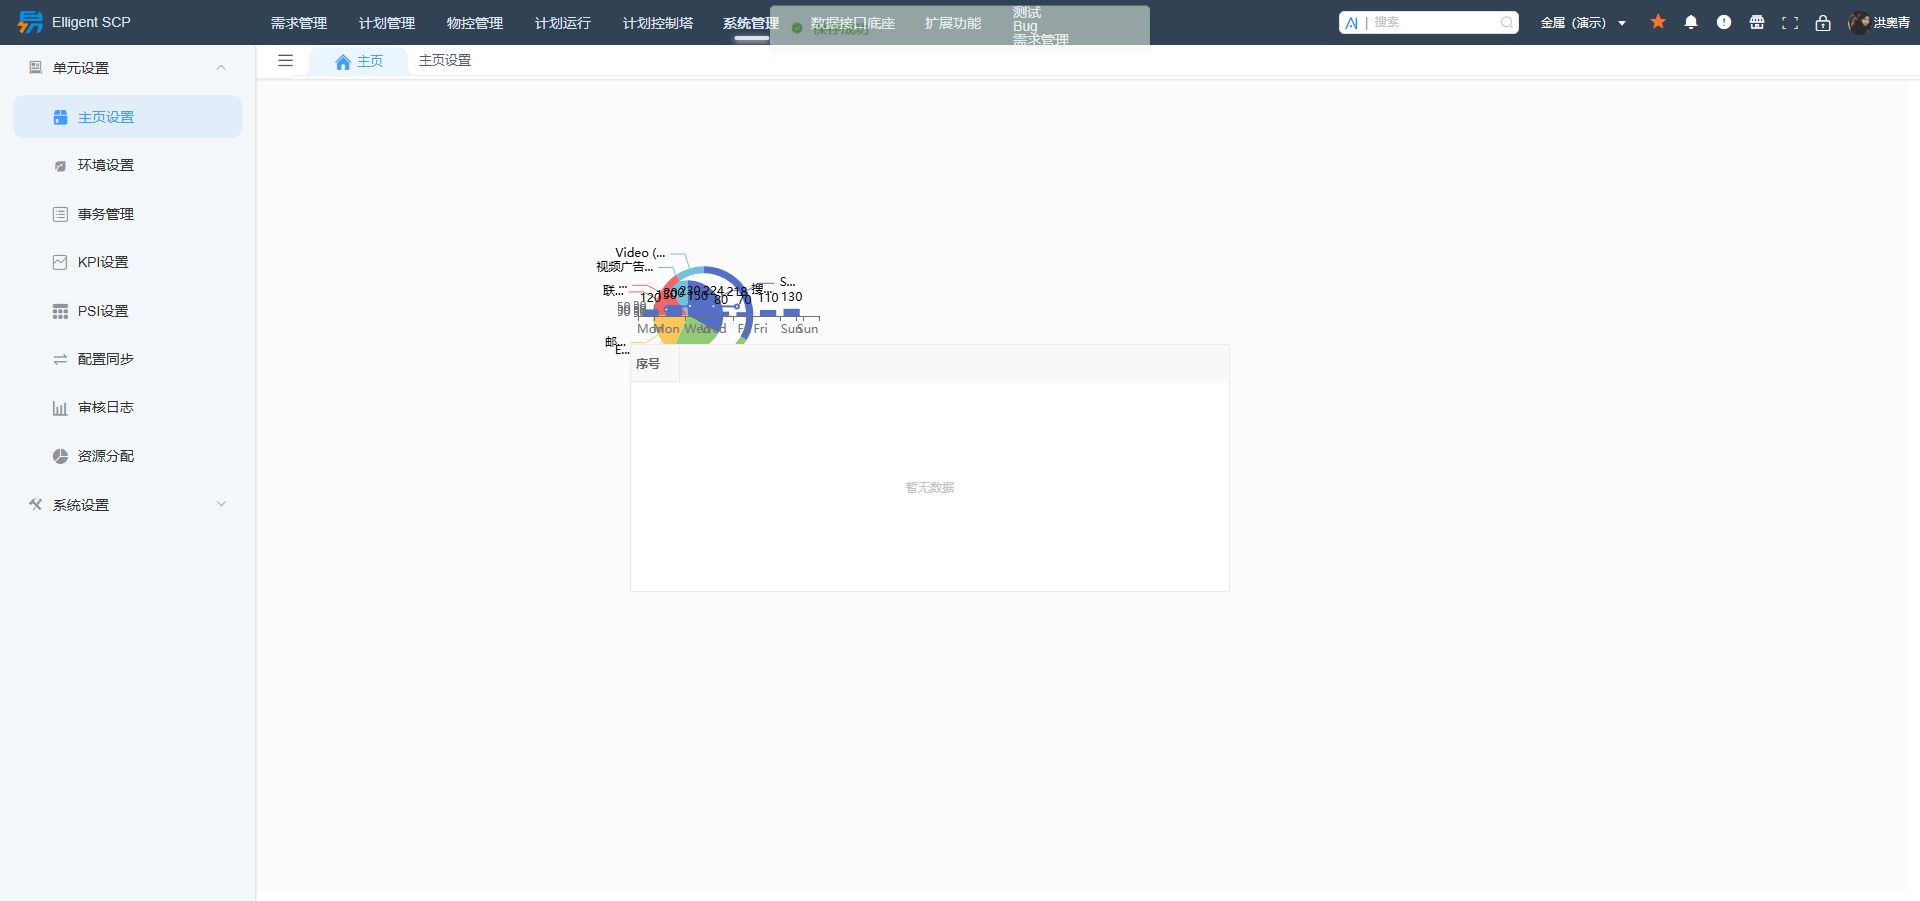 Elligent SCP
需求管理
计划管理
物控管理
计划运行
计划控制塔
系统管理
数据接口底座
扩展功能
测试
Bug
需求管理
保存成功
搜索
金属（演示）
洪奥青
单元设置
主页设置
环境设置
事务管理
KPI设置
PSI设置
配置同步
审核日志
资源分配
系统设置
主页
主页设置
Video (...
视频广告...
联...
S...
搜...
120
200
150
80
70
110
130
230
224
218
Mon
Mon
Wed
Wed
Fri
Sun
Sun
邮...
E...
序号
暂无数据